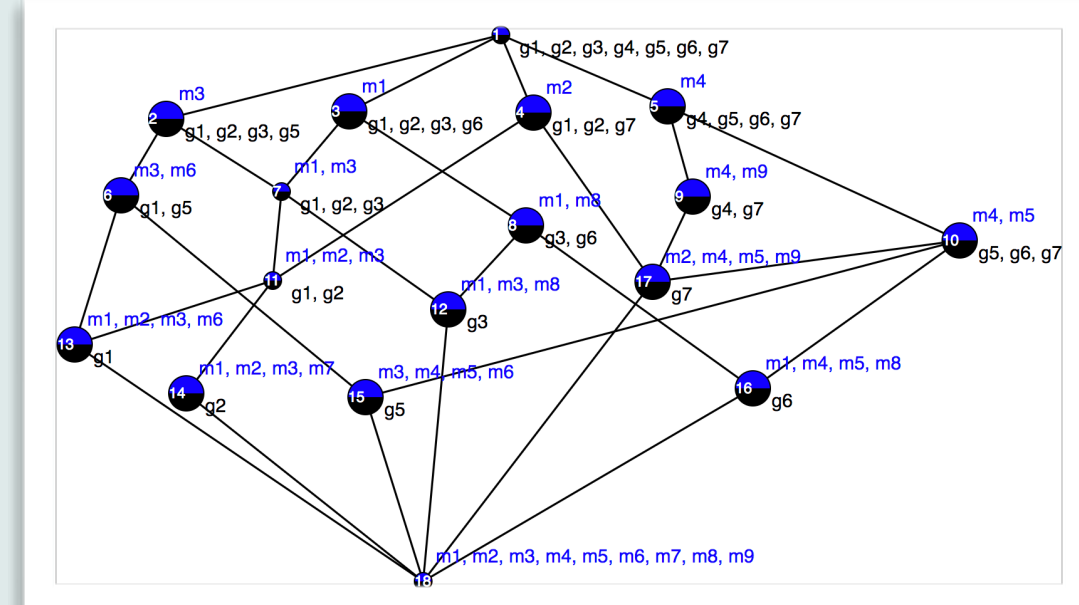 1
g1, g2, g3, g4, g5, g6, g7
m3
2
g1, g2, g3, g5
m1
3
g1, g2, g3, g6
m2
4
g1, g2, g7
m4
5
g4, g5, g6, g7
m3, m6
6
g1, g5
m1, m3
7
g1, g2, g3
m1, m8
8
g3, g6
m4, m9
9
g4, g7
m4, m5
10
g5, g6, g7
m1, m2, m3
11
g1, g2
m1, m3, m8
12
g3
m2, m4, m5, m9
17
g7
m1, m2, m3, m6
13
g1
m1, m2, m3, m7
14
g2
m3, m4, m5, m6
15
g5
m1, m4, m5, m8
16
g6
m1, m2, m3, m4, m5, m6, m7, m8, m9
18